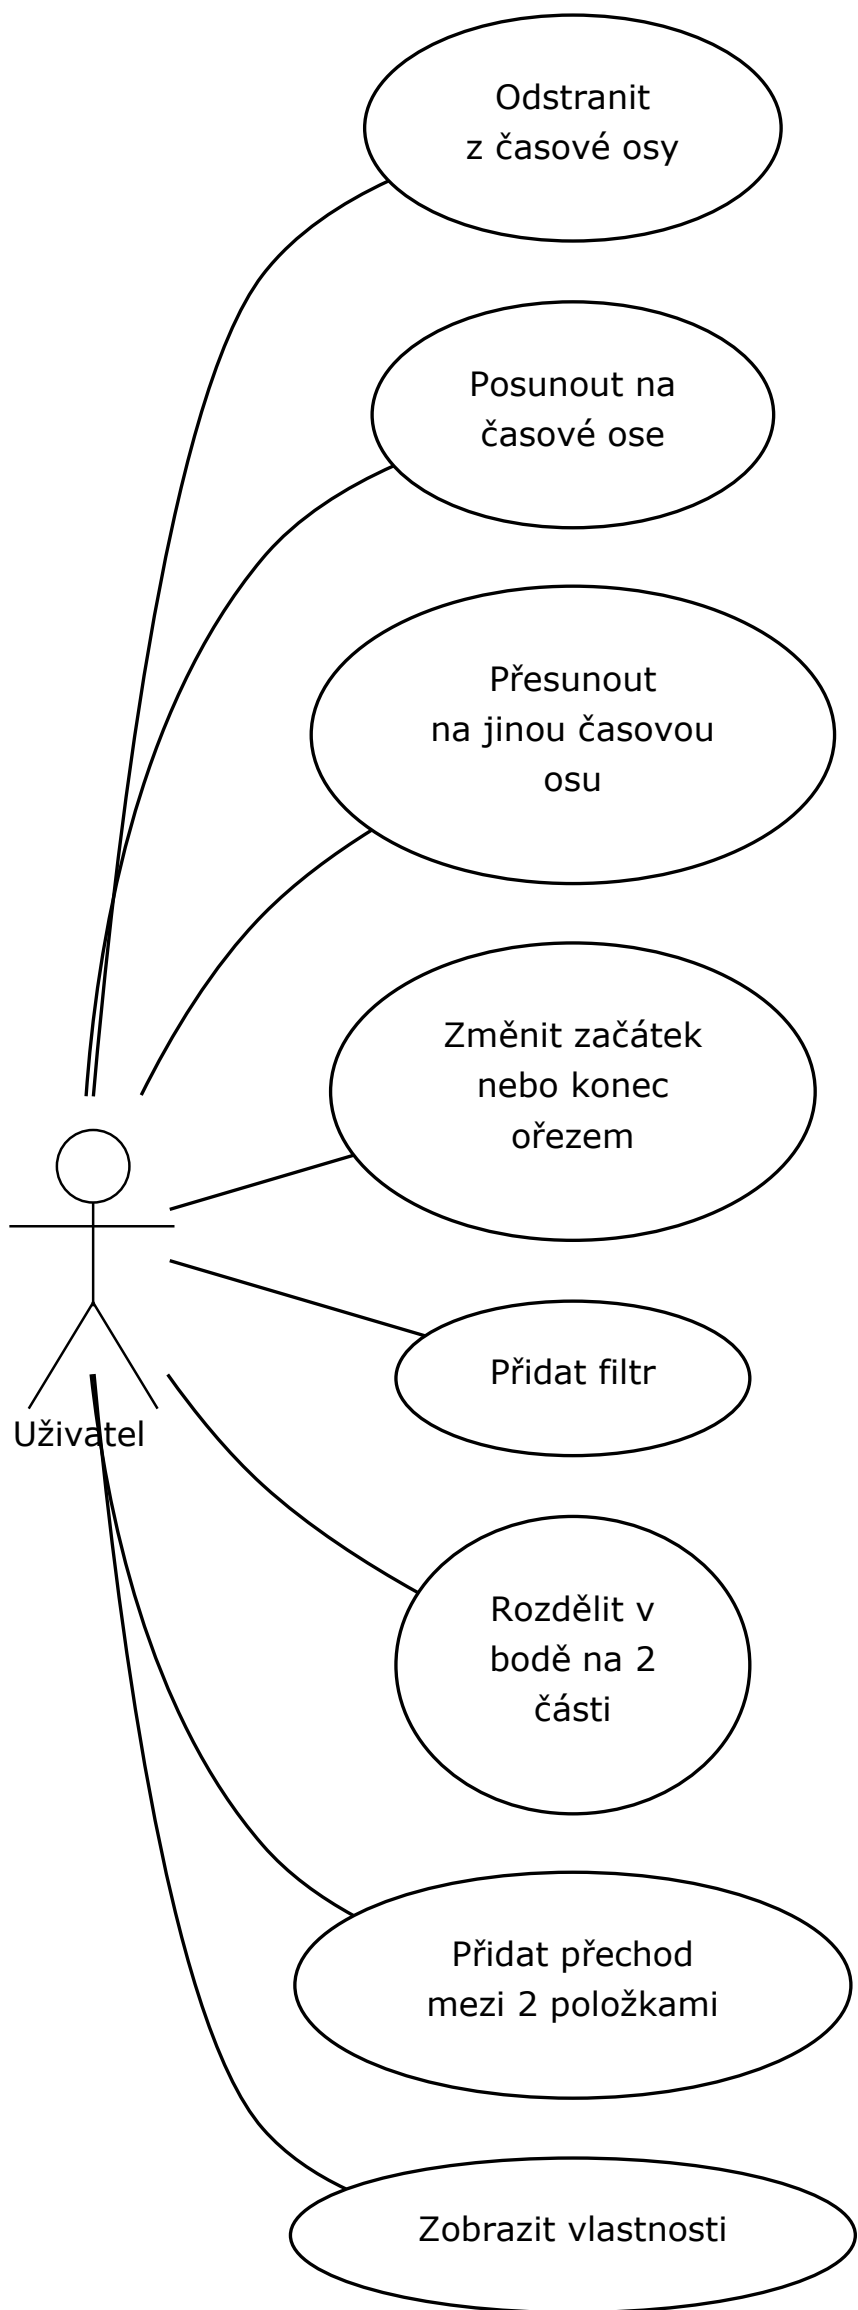 Odstranit
z časové osy
Posunout na
časové ose
Přesunout
na jinou časovou
osu
Změnit začátek
nebo konec
ořezem
Přidat filtr
Uživatel
Rozdělit v
bodě na 2
části
Přidat přechod
mezi 2 položkami
Zobrazit vlastnosti